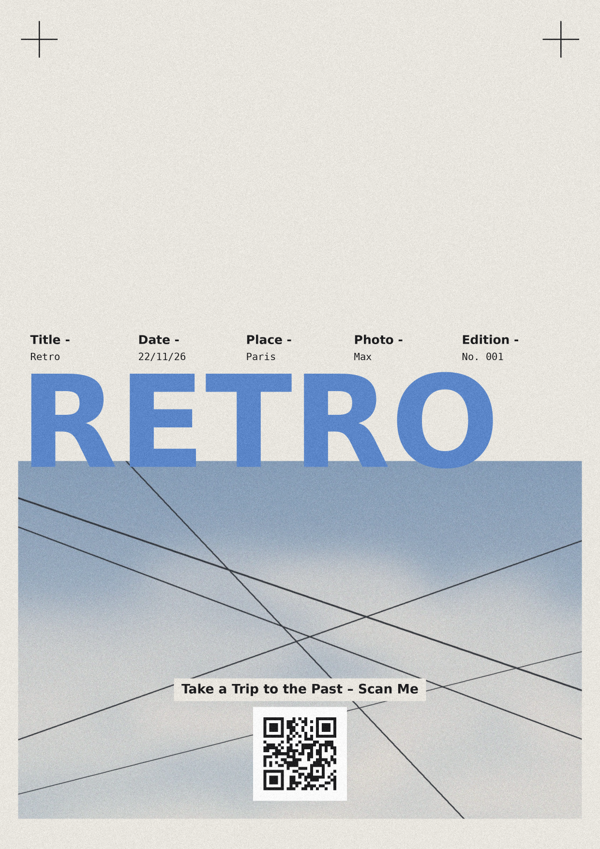 Title - Date - Place - Photo - Edition -
Retro 22/11/26 Paris Max No. 001
RETRO
Take a Trip to the Past – Scan Me